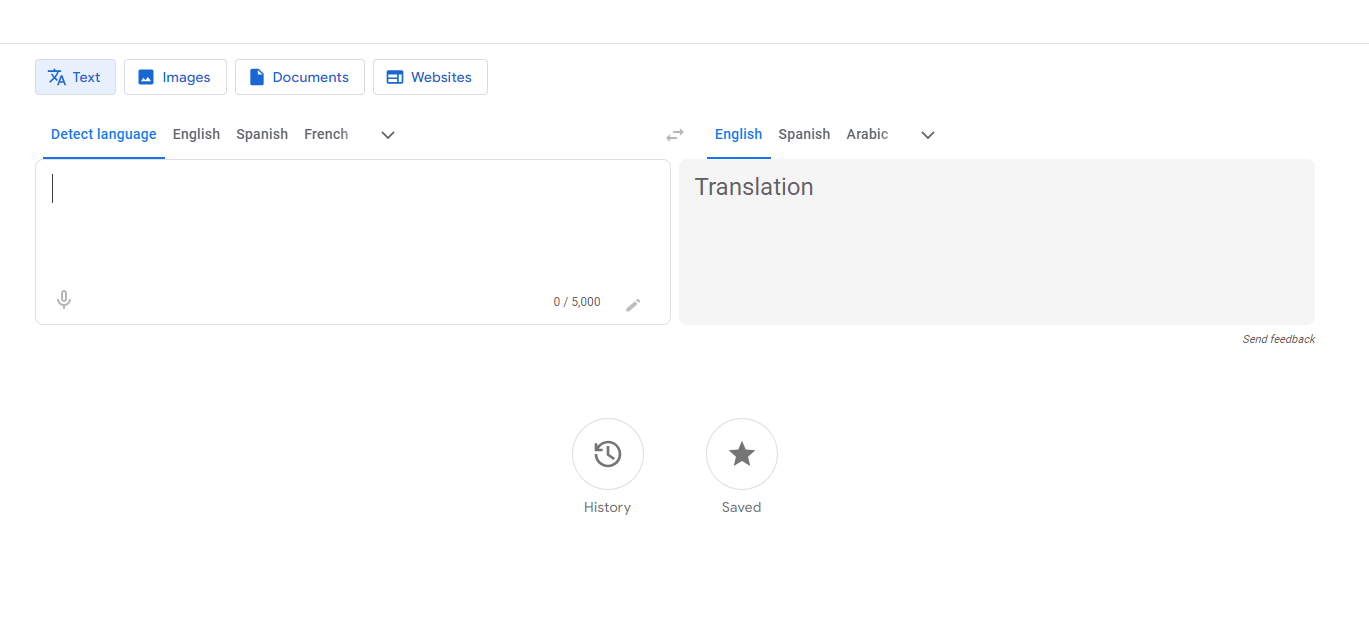 Text Images Documents Websites
Detect language English Spanish French English Spanish Arabic
Translation
0 / 5,000
Send feedback
History Saved